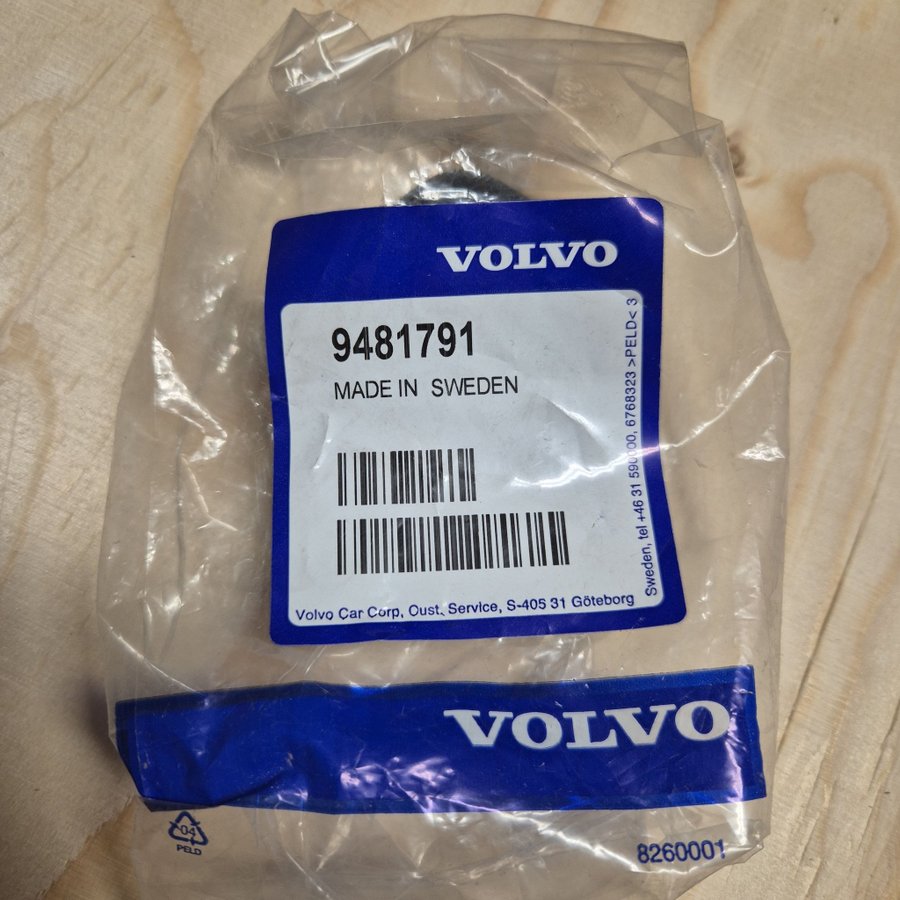 VOLVO
9481791
MADE IN SWEDEN
Volvo Car Corp, Cust. Service, S-405 31 Göteborg
Sweden, tel +46 31 590000, 6768323 >PELD< 3
VOLVO
04
PELD
8260001